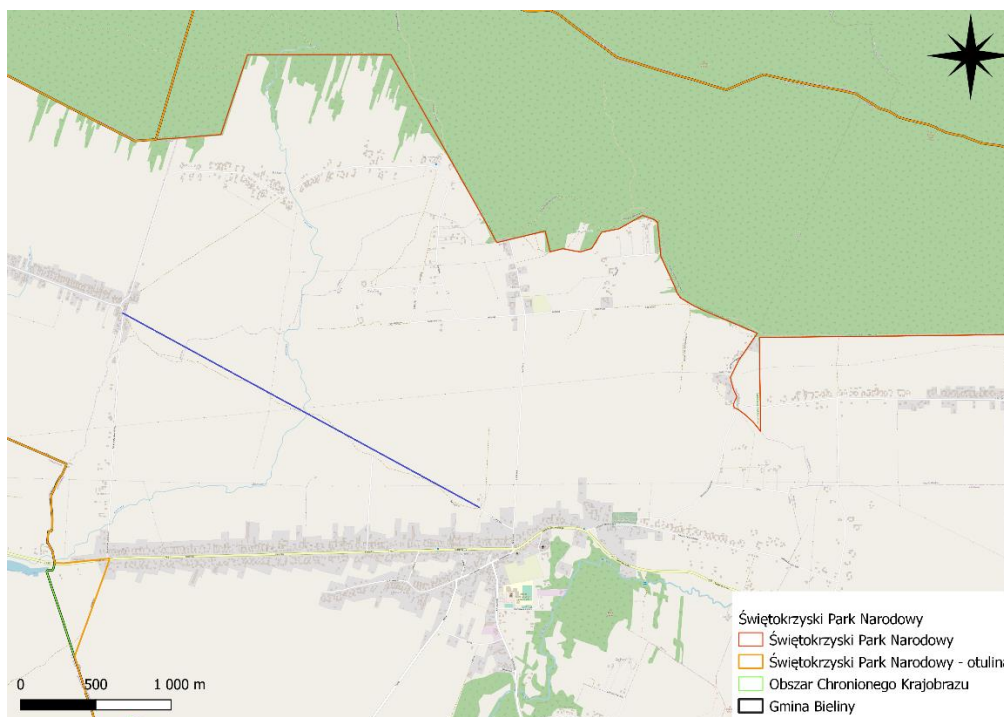 Świętokrzyski Park Narodowy
Świętokrzyski Park Narodowy
Świętokrzyski Park Narodowy - otulina
Obszar Chronionego Krajobrazu
Gmina Bieliny
0 500 1 000 m